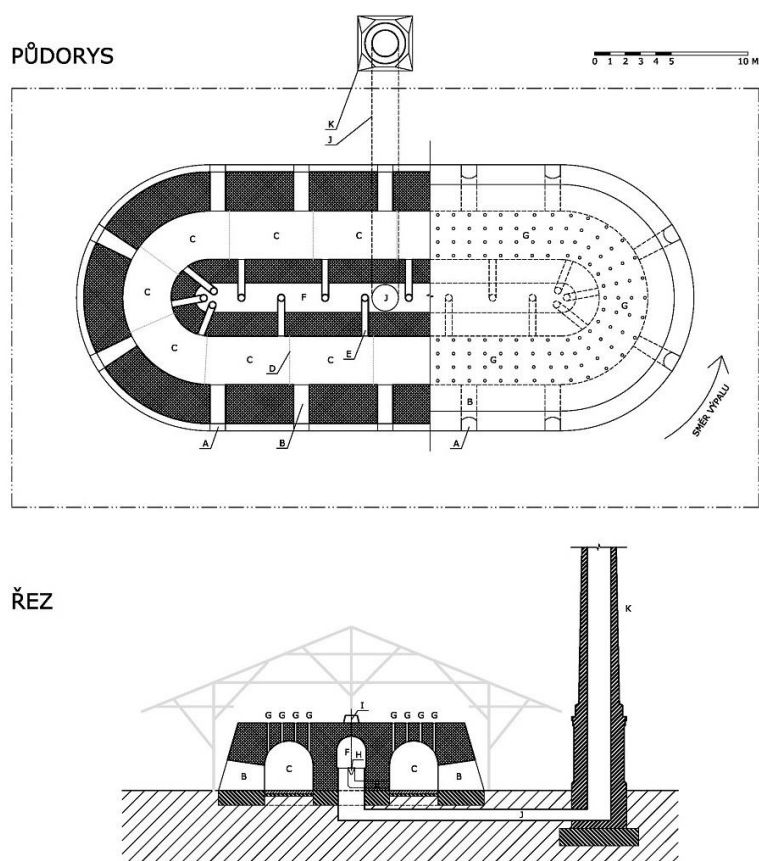 PŮDORYS
0 1 2 3 4 5 10 M
K
J
G
C C C
C
F J
G
C
C C
D E
G
B
A B A
SMĚR VÝPALU
ŘEZ
K
I
G G G G G G G G
F H
C C
B B
J